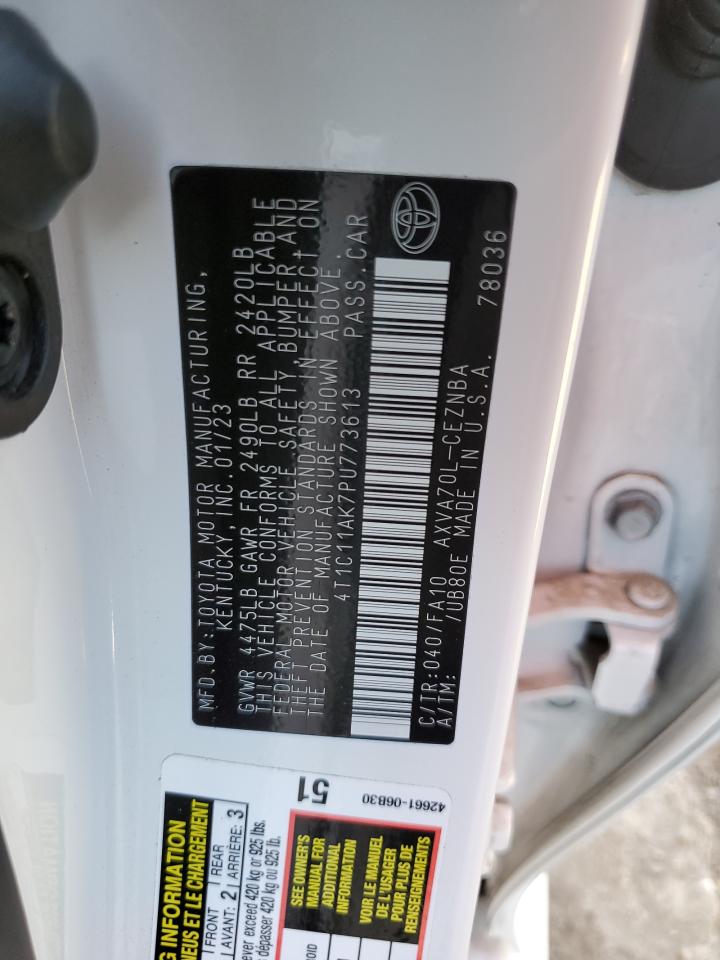 MFD.BY:TOYOTA MOTOR MANUFACTURING,
KENTUCKY, INC. 01/23
GVWR 4475LB GAWR FR 2490LB RR 2420LB
THIS VEHICLE CONFORMS TO ALL APPLICABLE
FEDERAL MOTOR VEHICLE SAFETY, BUMPER AND
THEFT PREVENTION STANDARDS IN EFFECT ON
THE DATE OF MANUFACTURE SHOWN ABOVE.
4T1C11AK7PU773613 PASS.CAR
C/TR:040/FA10 AXVA70L-CEZNBA
A/TM: /UB80E MADE IN U.S.A. 78036
G INFORMATION
NEUS ET LE CHARGEMENT
FRONT REAR
AVANT: 2 ARRIÈRE: 3
ever exceed 420 kg or 925 lbs.
dépasser 420 kg ou 925 lb.
51
SEE OWNER'S
MANUAL FOR
ADDITIONAL
INFORMATION
VOIR LE MANUEL
DE L'USAGER
POUR PLUS DE
RENSEIGNEMENTS
42661-06B30